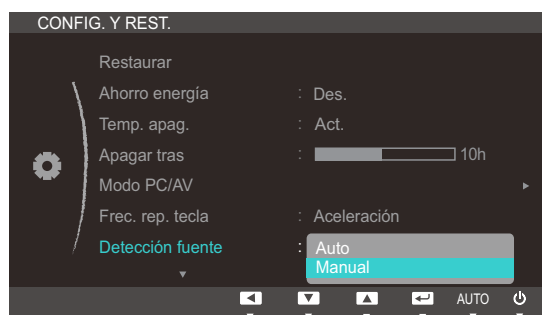 CONFIG. Y REST.
Restaurar
Ahorro energía : Des.
Temp. apag. : Act.
Apagar tras : 10h
Modo PC/AV
Frec. rep. tecla : Aceleración
Detección fuente : Auto
Manual
AUTO